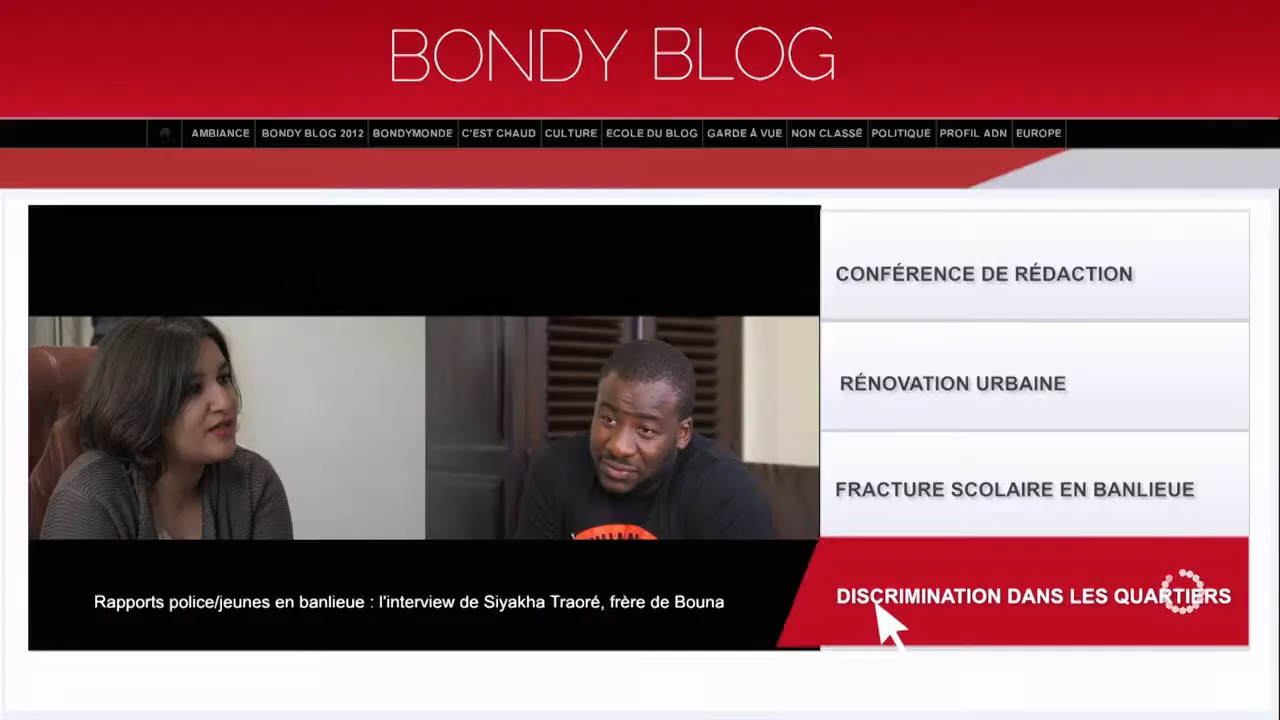 BONDY BLOG
AMBIANCE BONDY BLOG 2012 BONDYMONDE C'EST CHAUD CULTURE ECOLE DU BLOG GARDE À VUE NON CLASSÉ POLITIQUE PROFIL ADN EUROPE
CONFÉRENCE DE RÉDACTION
RÉNOVATION URBAINE
FRACTURE SCOLAIRE EN BANLIEUE
DISCRIMINATION DANS LES QUARTIERS
Rapports police/jeunes en banlieue : l'interview de Siyakha Traoré, frère de Bouna